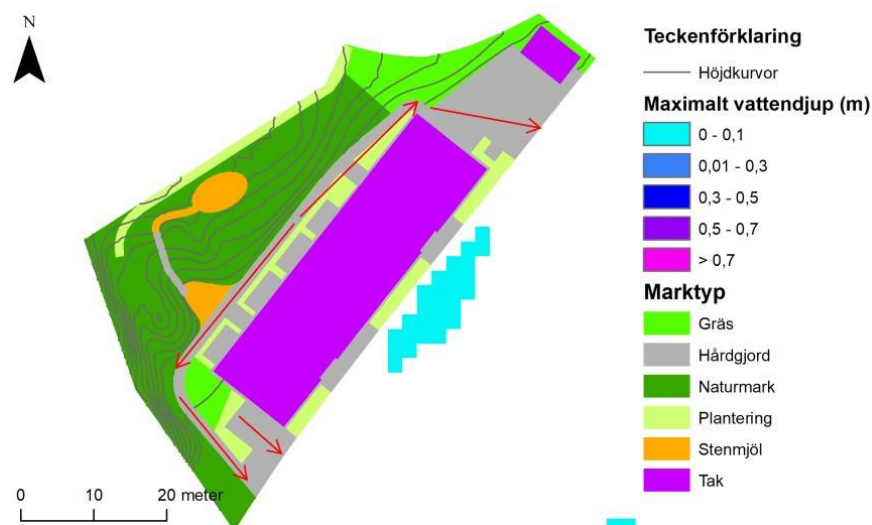 N
Teckenförklaring
Höjdkurvor
Maximalt vattendjup (m)
0 - 0,1
0,01 - 0,3
0,3 - 0,5
0,5 - 0,7
> 0,7
Marktyp
Gräs
Hårdgjord
Naturmark
Plantering
Stenmjöl
Tak
0 10 20 meter